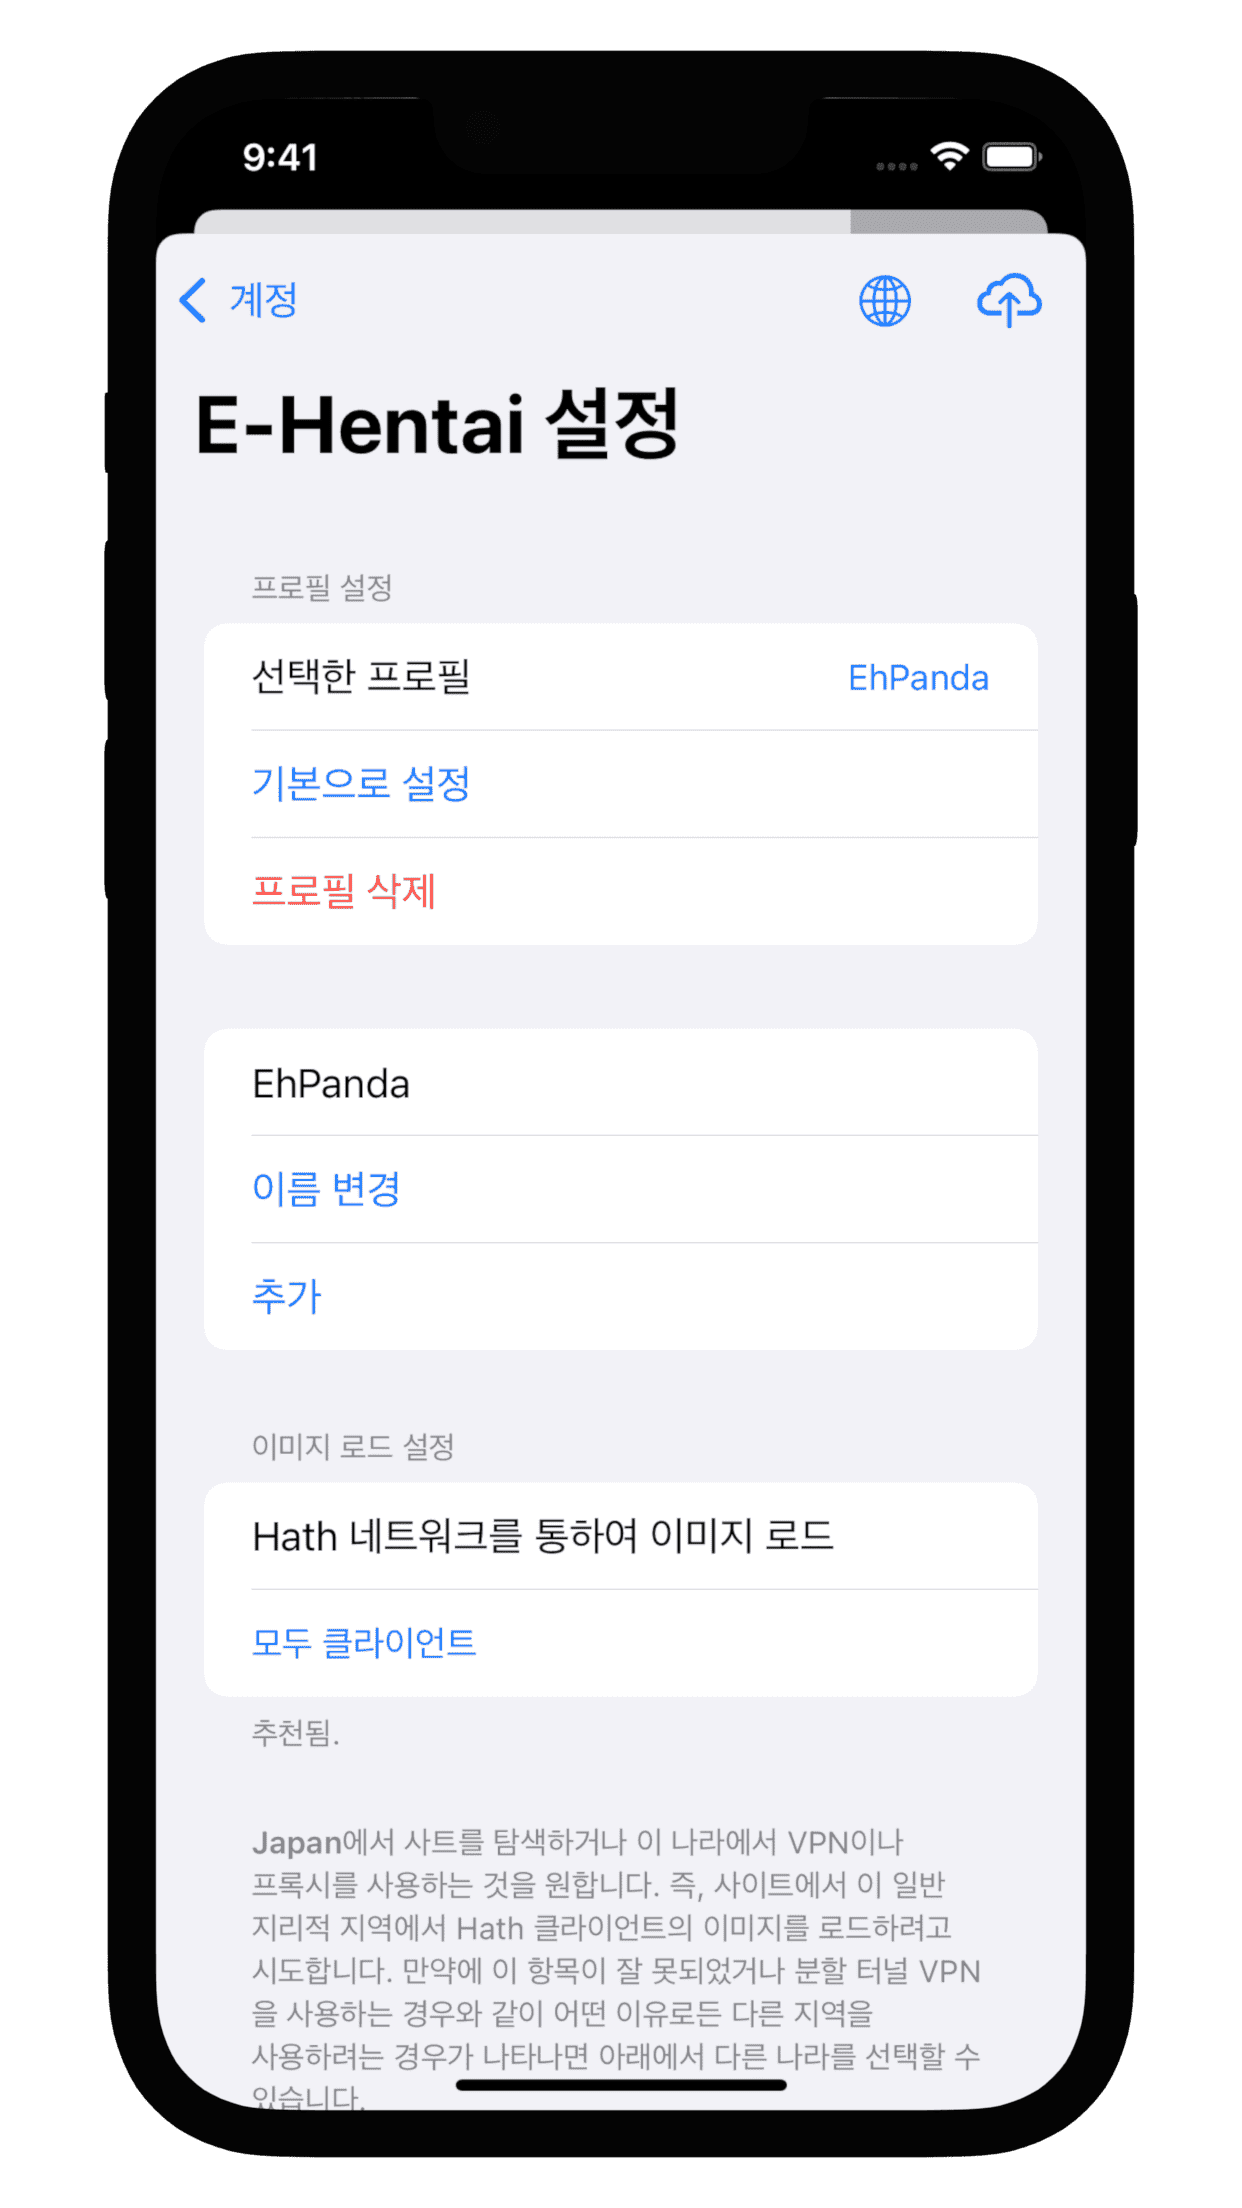 9:41
계정
E-Hentai 설정
프로필 설정
선택한 프로필 EhPanda
기본으로 설정
프로필 삭제
EhPanda
이름 변경
추가
이미지 로드 설정
Hath 네트워크를 통하여 이미지 로드
모두 클라이언트
추천됨.
Japan에서 사트를 탐색하거나 이 나라에서 VPN이나
프록시를 사용하는 것을 원합니다. 즉, 사이트에서 이 일반
지리적 지역에서 Hath 클라이언트의 이미지를 로드하려고
시도합니다. 만약에 이 항목이 잘 못되었거나 분할 터널 VPN
을 사용하는 경우와 같이 어떤 이유로든 다른 지역을
사용하려는 경우가 나타나면 아래에서 다른 나라를 선택할 수
있습니다.